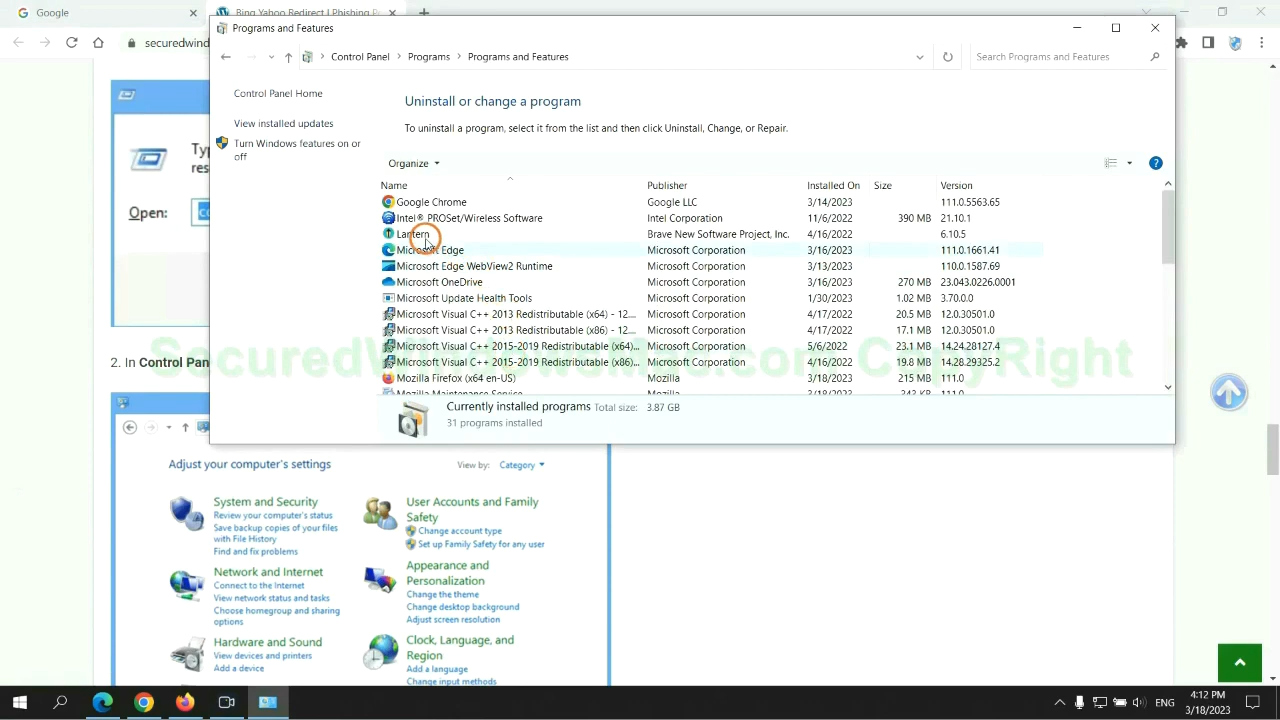 Google
Bing Yahoo Redirect | Phishing P
securedwind
Programs and Features
Control Panel > Programs > Programs and Features
Search Programs and Features
Control Panel Home
View installed updates
Turn Windows features on or
off
Uninstall or change a program
To uninstall a program, select it from the list and then click Uninstall, Change, or Repair.
Organize
Name Publisher Installed On Size Version
Google Chrome Google LLC 3/14/2023 111.0.5563.65
Intel® PROSet/Wireless Software Intel Corporation 11/6/2022 390 MB 21.10.1
Lantern Brave New Software Project, Inc. 4/16/2022 6.10.5
Microsoft Edge Microsoft Corporation 3/16/2023 111.0.1661.41
Microsoft Edge WebView2 Runtime Microsoft Corporation 3/13/2023 110.0.1587.69
Microsoft OneDrive Microsoft Corporation 3/16/2023 270 MB 23.043.0226.0001
Microsoft Update Health Tools Microsoft Corporation 1/30/2023 1.02 MB 3.70.0.0
Microsoft Visual C++ 2013 Redistributable (x64) - 12.... Microsoft Corporation 4/17/2022 20.5 MB 12.0.30501.0
Microsoft Visual C++ 2013 Redistributable (x86) - 12.... Microsoft Corporation 4/17/2022 17.1 MB 12.0.30501.0
Microsoft Visual C++ 2015-2019 Redistributable (x64)... Microsoft Corporation 5/6/2022 23.1 MB 14.24.28127.4
Microsoft Visual C++ 2015-2019 Redistributable (x86)... Microsoft Corporation 4/16/2022 19.8 MB 14.28.29325.2
Mozilla Firefox (x64 en-US) Mozilla 3/18/2023 215 MB 111.0
Mozilla Maintenance Service Mozilla 3/18/2023 343 KB 111.0
Currently installed programs Total size: 3.87 GB
31 programs installed
Ty
res
Open:
2. In Control Pan
Adjust your computer's settings
View by: Category
System and Security
Review your computer's status
Save backup copies of your files
with File History
Find and fix problems
Network and Internet
Connect to the Internet
View network status and tasks
Choose homegroup and sharing
options
Hardware and Sound
View devices and printers
Add a device
User Accounts and Family
Safety
Change account type
Set up Family Safety for any user
Appearance and
Personalization
Change the theme
Change desktop background
Adjust screen resolution
Clock, Language, and
Region
Add a language
Change input methods
ENG
4:12 PM
3/18/2023